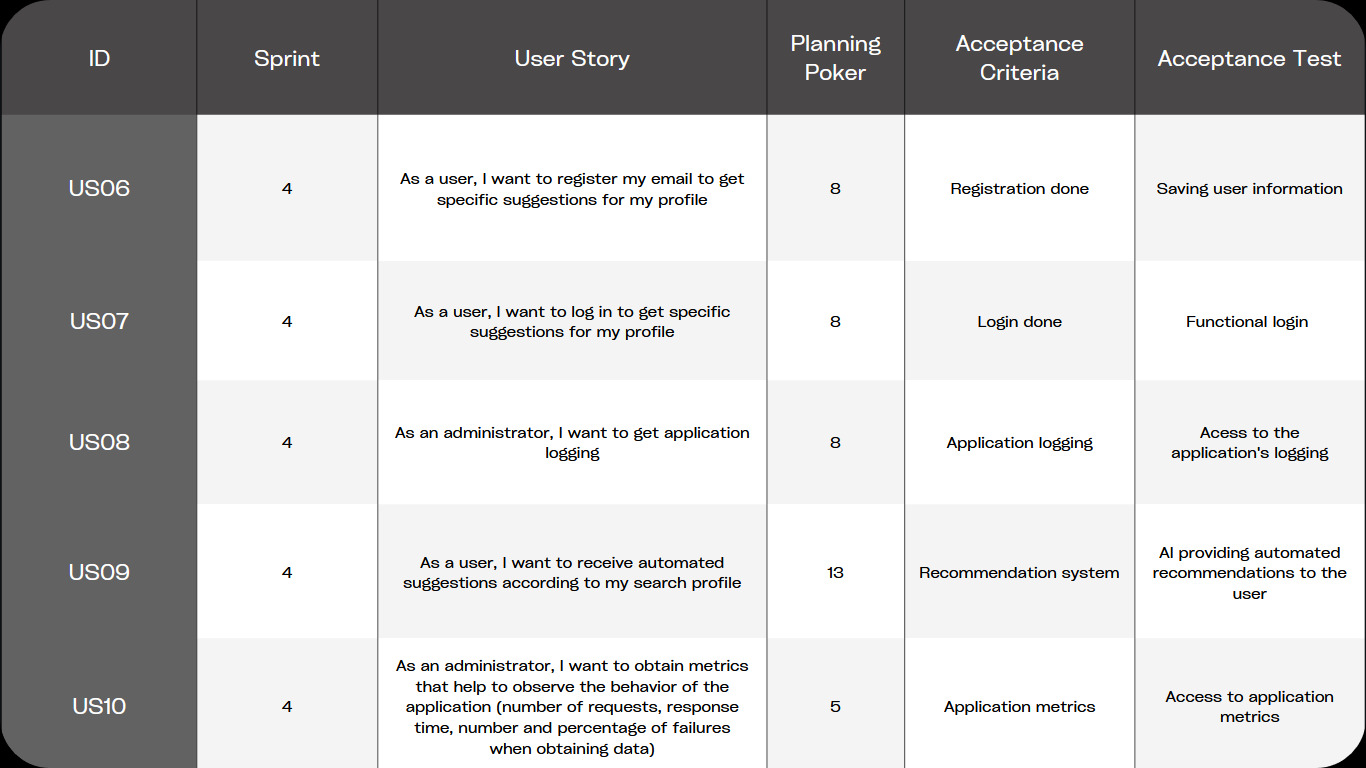 ID
Sprint
User Story
Planning
Poker
Acceptance
Criteria
Acceptance Test
US06
4
As a user, I want to register my email to get
specific suggestions for my profile
8
Registration done
Saving user information
US07
4
As a user, I want to log in to get specific
suggestions for my profile
8
Login done
Functional login
US08
4
As an administrator, I want to get application
logging
8
Application logging
Acess to the
application's logging
US09
4
As a user, I want to receive automated
suggestions according to my search profile
13
Recommendation system
AI providing automated
recommendations to the
user
US10
4
As an administrator, I want to obtain metrics
that help to observe the behavior of the
application (number of requests, response
time, number and percentage of failures
when obtaining data)
5
Application metrics
Access to application
metrics